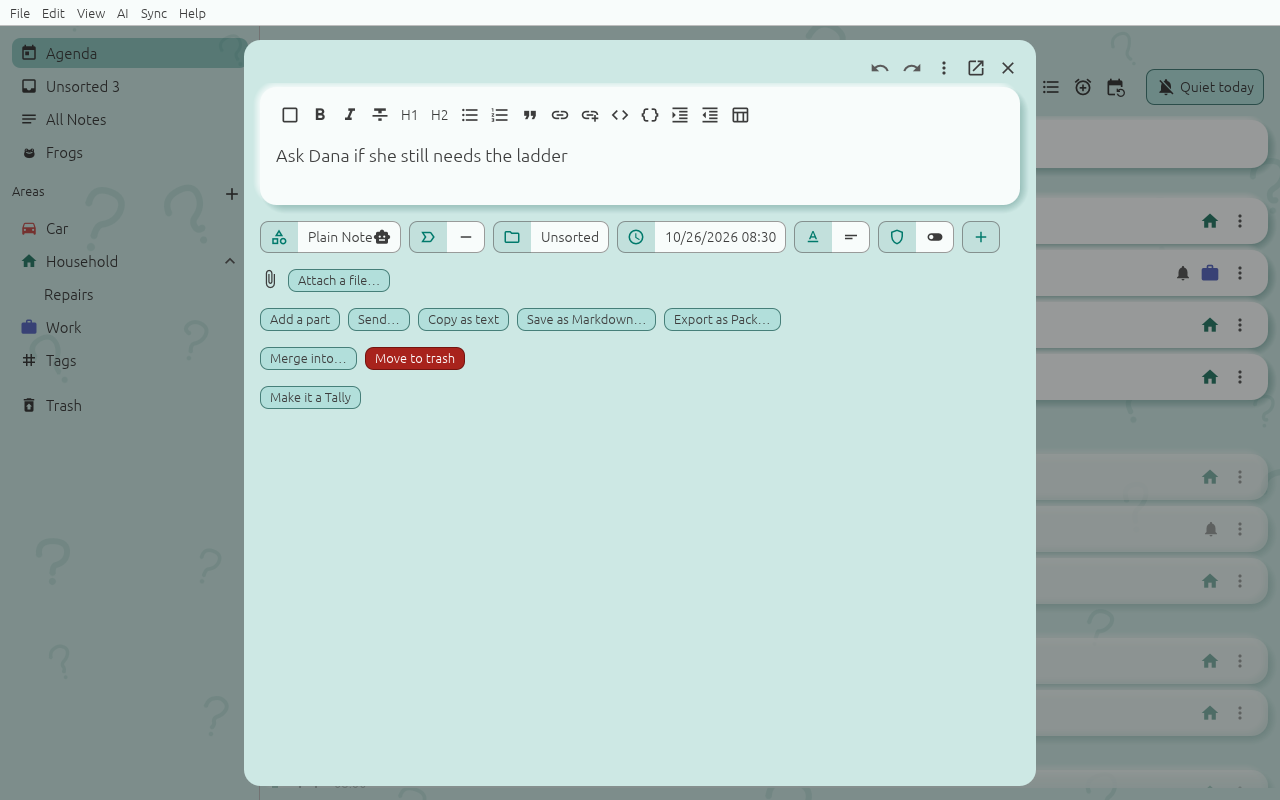 File Edit View AI Sync Help
Agenda
Unsorted 3
All Notes
Frogs
Areas
Car
Household
Repairs
Work
Tags
Trash
Quiet today
B I H1 H2
Ask Dana if she still needs the ladder
Plain Note Unsorted 10/26/2026 08:30
Attach a file…
Add a part Send… Copy as text Save as Markdown… Export as Pack…
Merge into… Move to trash
Make it a Tally